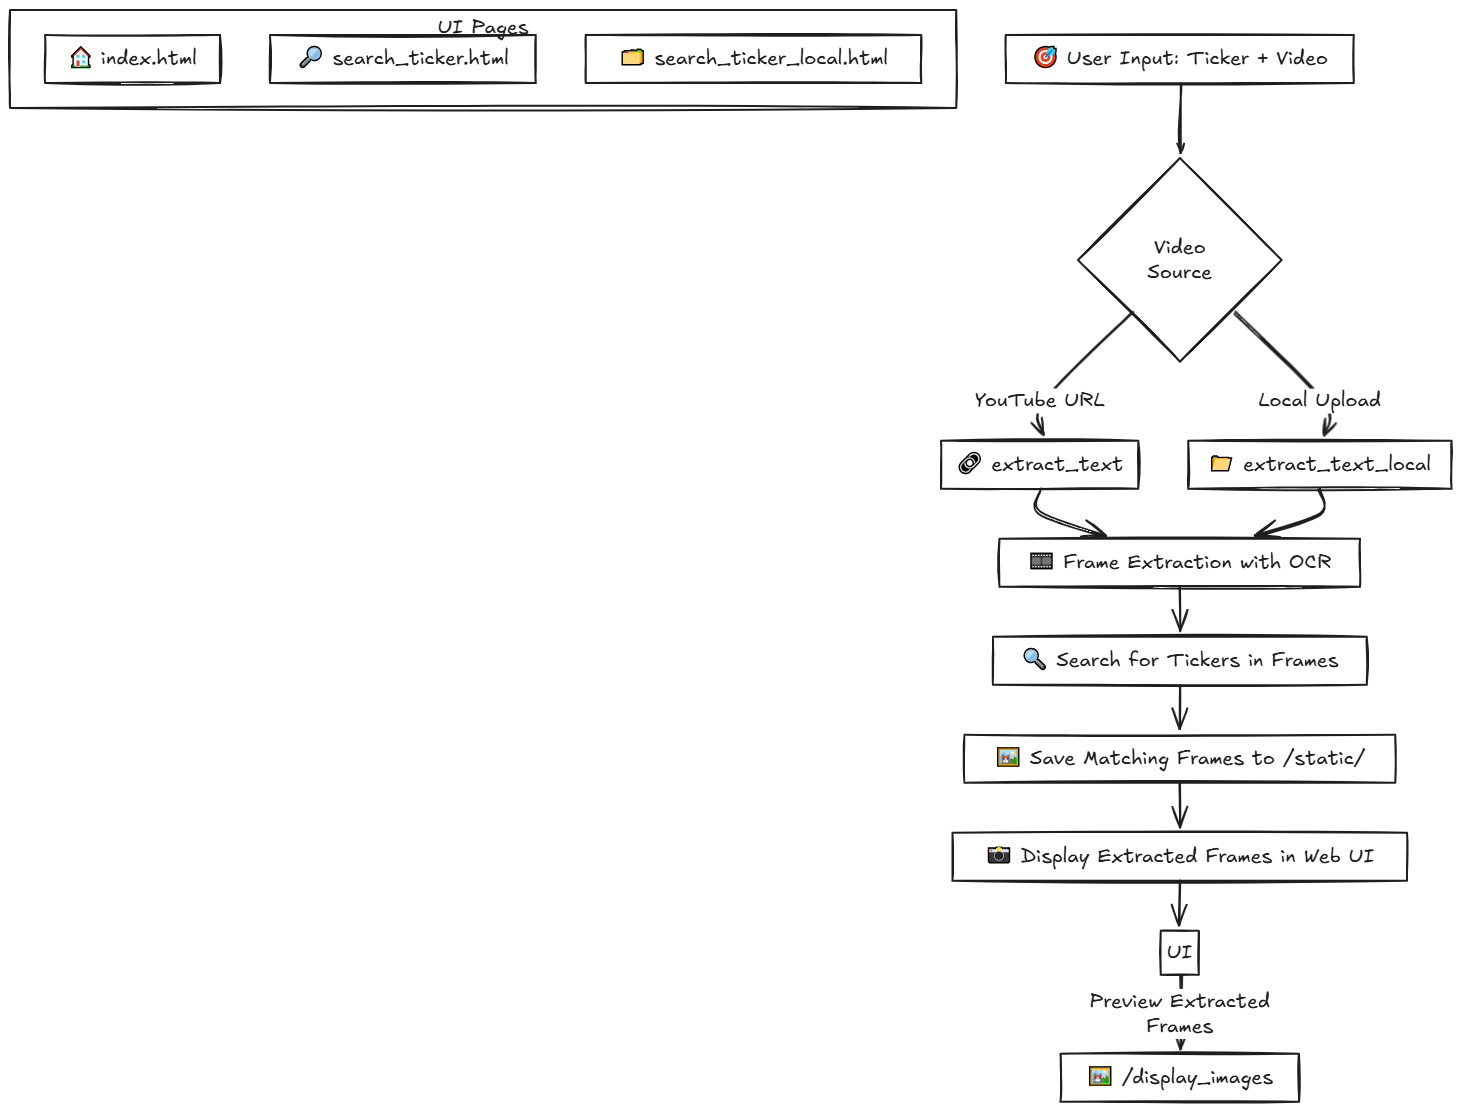 UI Pages
index.html
search_ticker.html
search_ticker_local.html
User Input: Ticker + Video
Video
Source
YouTube URL
Local Upload
extract_text
extract_text_local
Frame Extraction with OCR
Search for Tickers in Frames
Save Matching Frames to /static/
Display Extracted Frames in Web UI
UI
Preview Extracted
Frames
/display_images